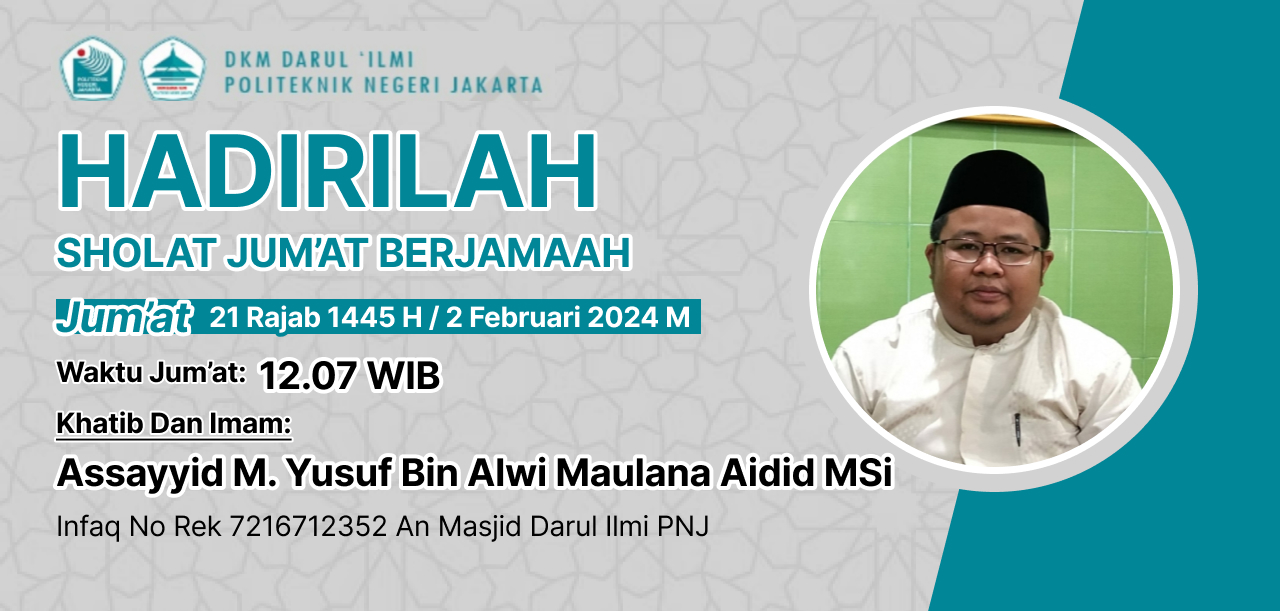 DKM DARUL ‘ILMI
POLITEKNIK NEGERI JAKARTA
HADIRILAH
SHOLAT JUM’AT BERJAMAAH
Jum’at 21 Rajab 1445 H / 2 Februari 2024 M
Waktu Jum’at: 12.07 WIB
Khatib Dan Imam:
Assayyid M. Yusuf Bin Alwi Maulana Aidid MSi
Infaq No Rek 7216712352 An Masjid Darul Ilmi PNJ